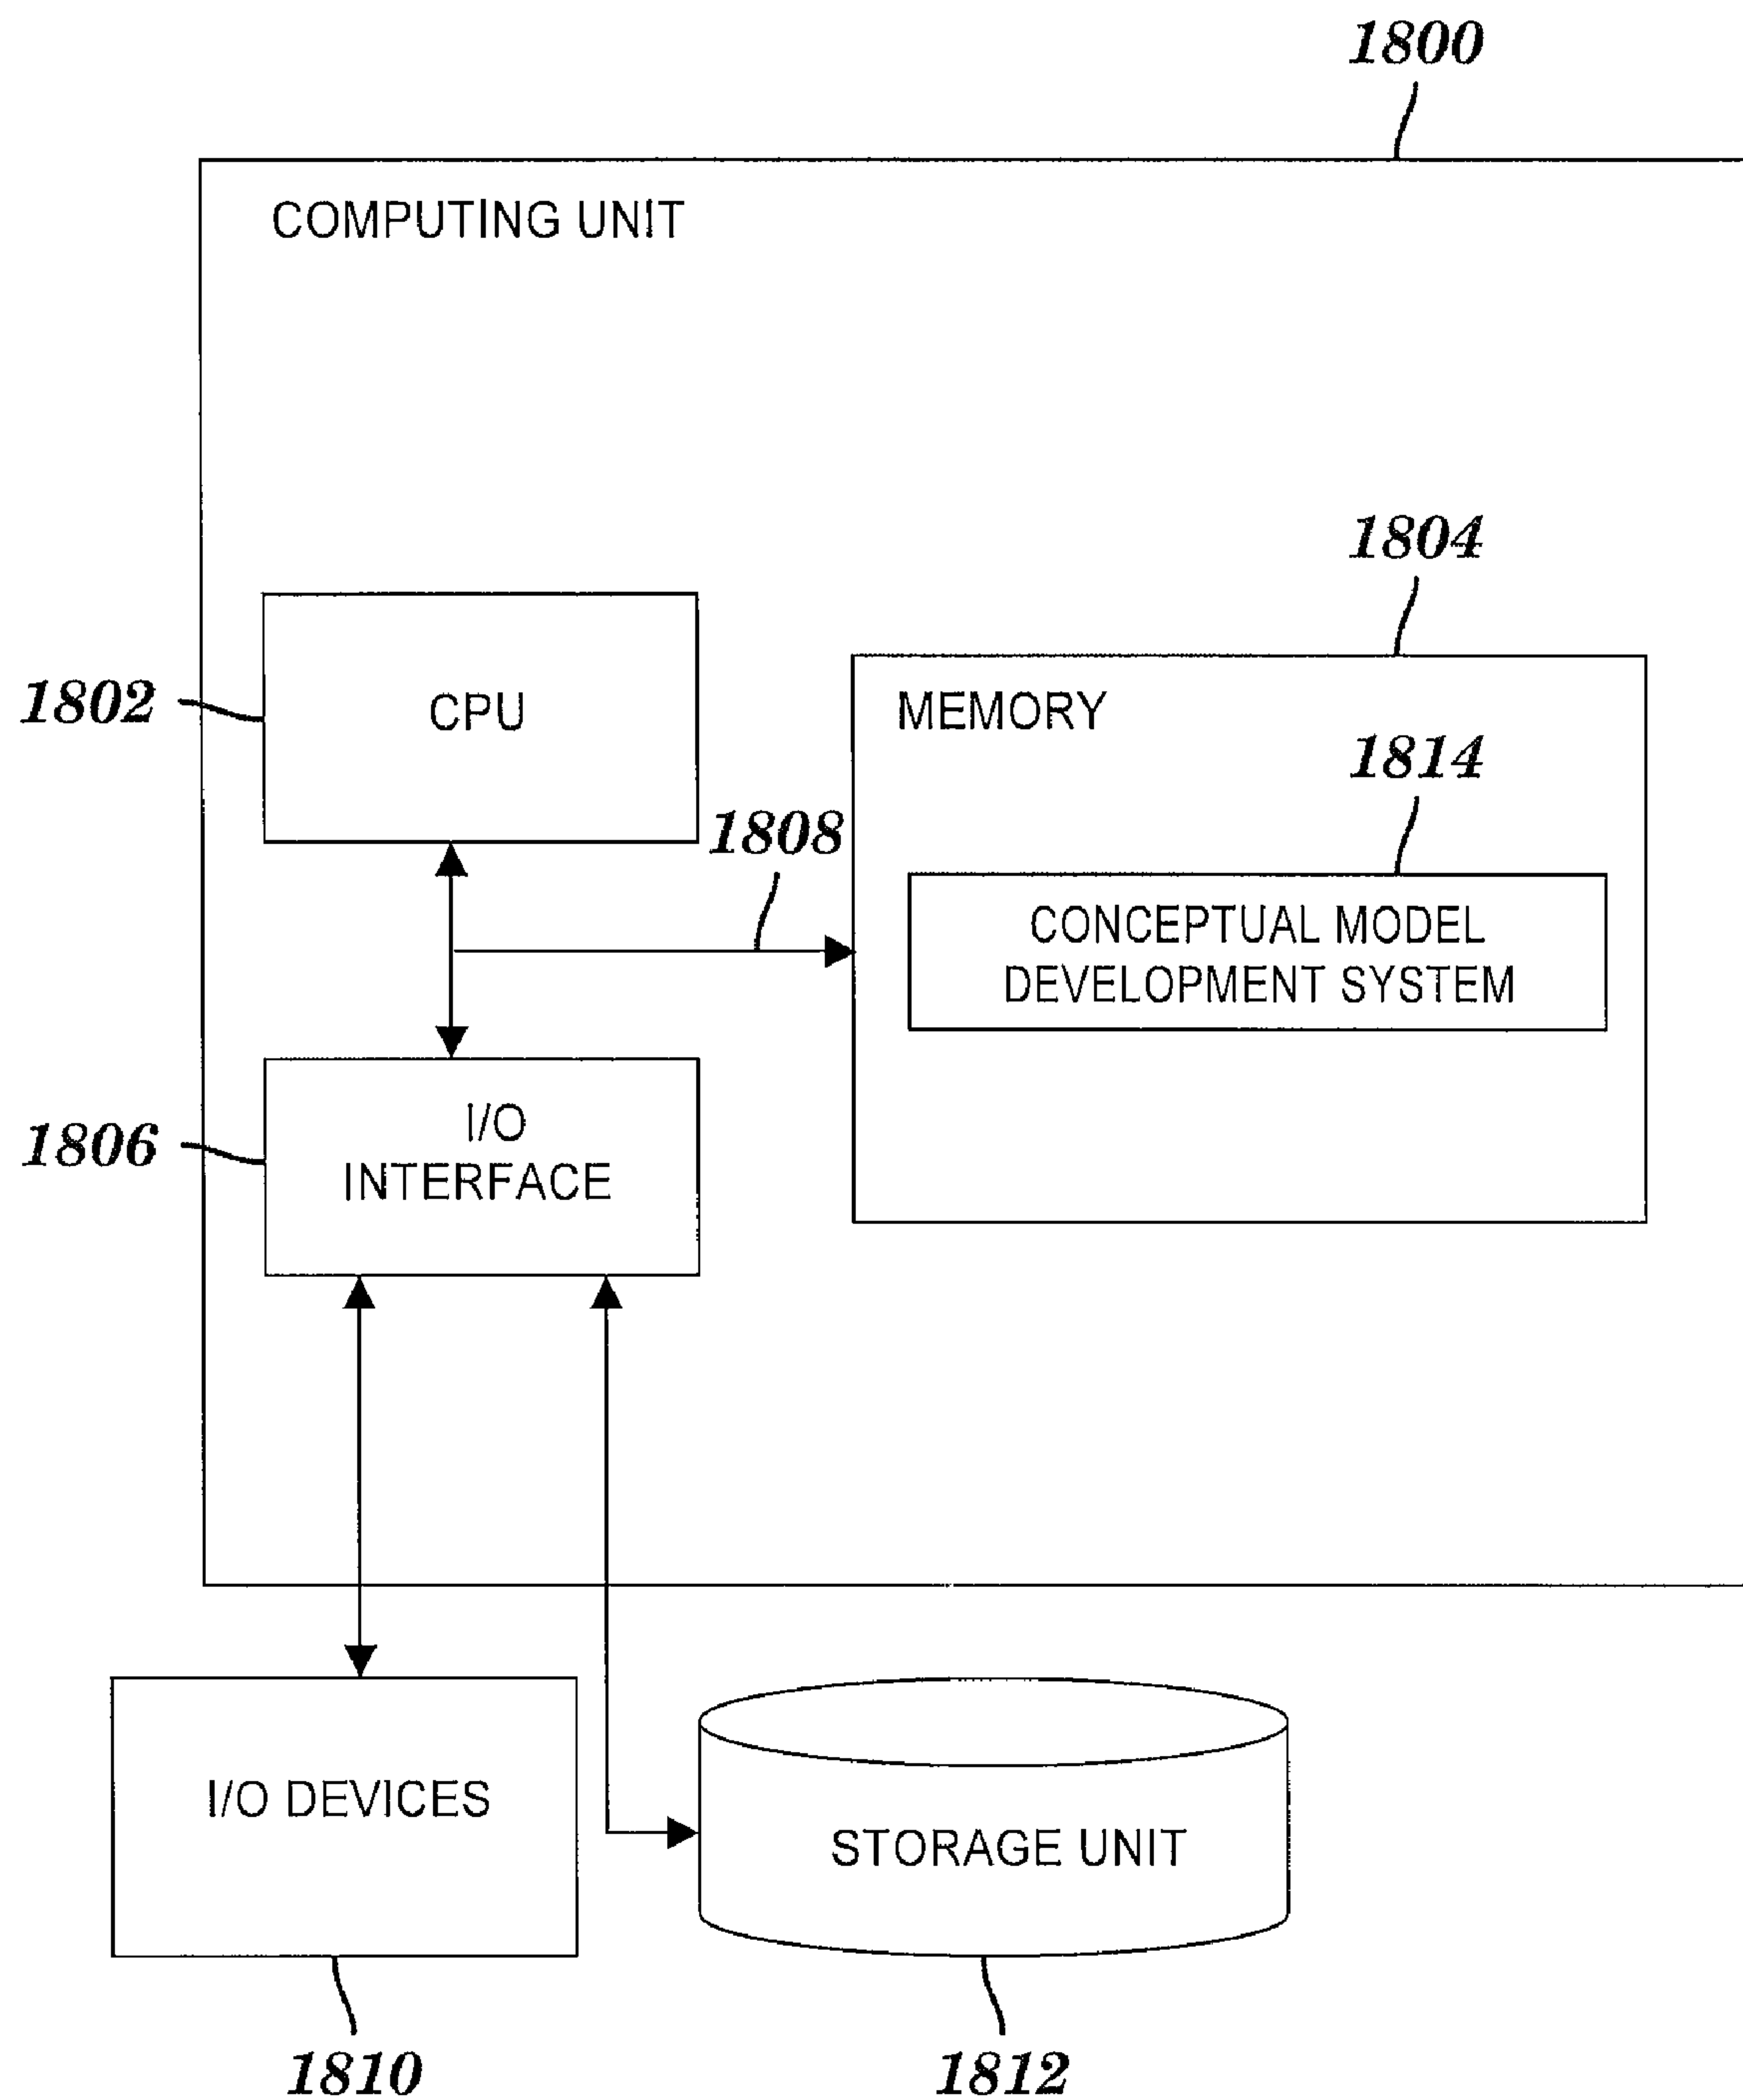 1800
COMPUTING UNIT
1804
1802
CPU
MEMORY
1814
1808
CONCEPTUAL MODEL
DEVELOPMENT SYSTEM
1806
I/O
INTERFACE
I/O DEVICES
STORAGE UNIT
1810
1812